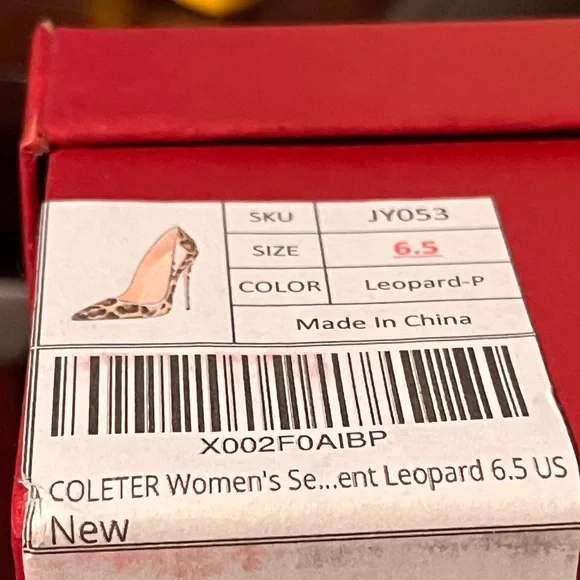 SKU JY053
SIZE 6.5
COLOR Leopard-P
Made In China
X002F0AIBP
COLETER Women's Se...ent Leopard 6.5 US
New